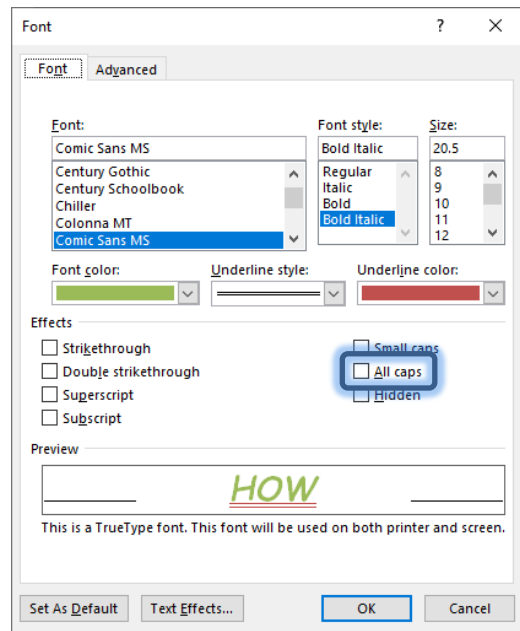 Font ? ×
Font Advanced
Font: Font style: Size:
Comic Sans MS Bold Italic 20.5
Century Gothic Regular 8
Century Schoolbook Italic 9
Chiller Bold 10
Colonna MT Bold Italic 11
Comic Sans MS 12
Font color: Underline style: Underline color:
Effects
Strikethrough Small caps
Double strikethrough All caps
Superscript Hidden
Subscript
Preview
HOW
This is a TrueType font. This font will be used on both printer and screen.
Set As Default Text Effects... OK Cancel